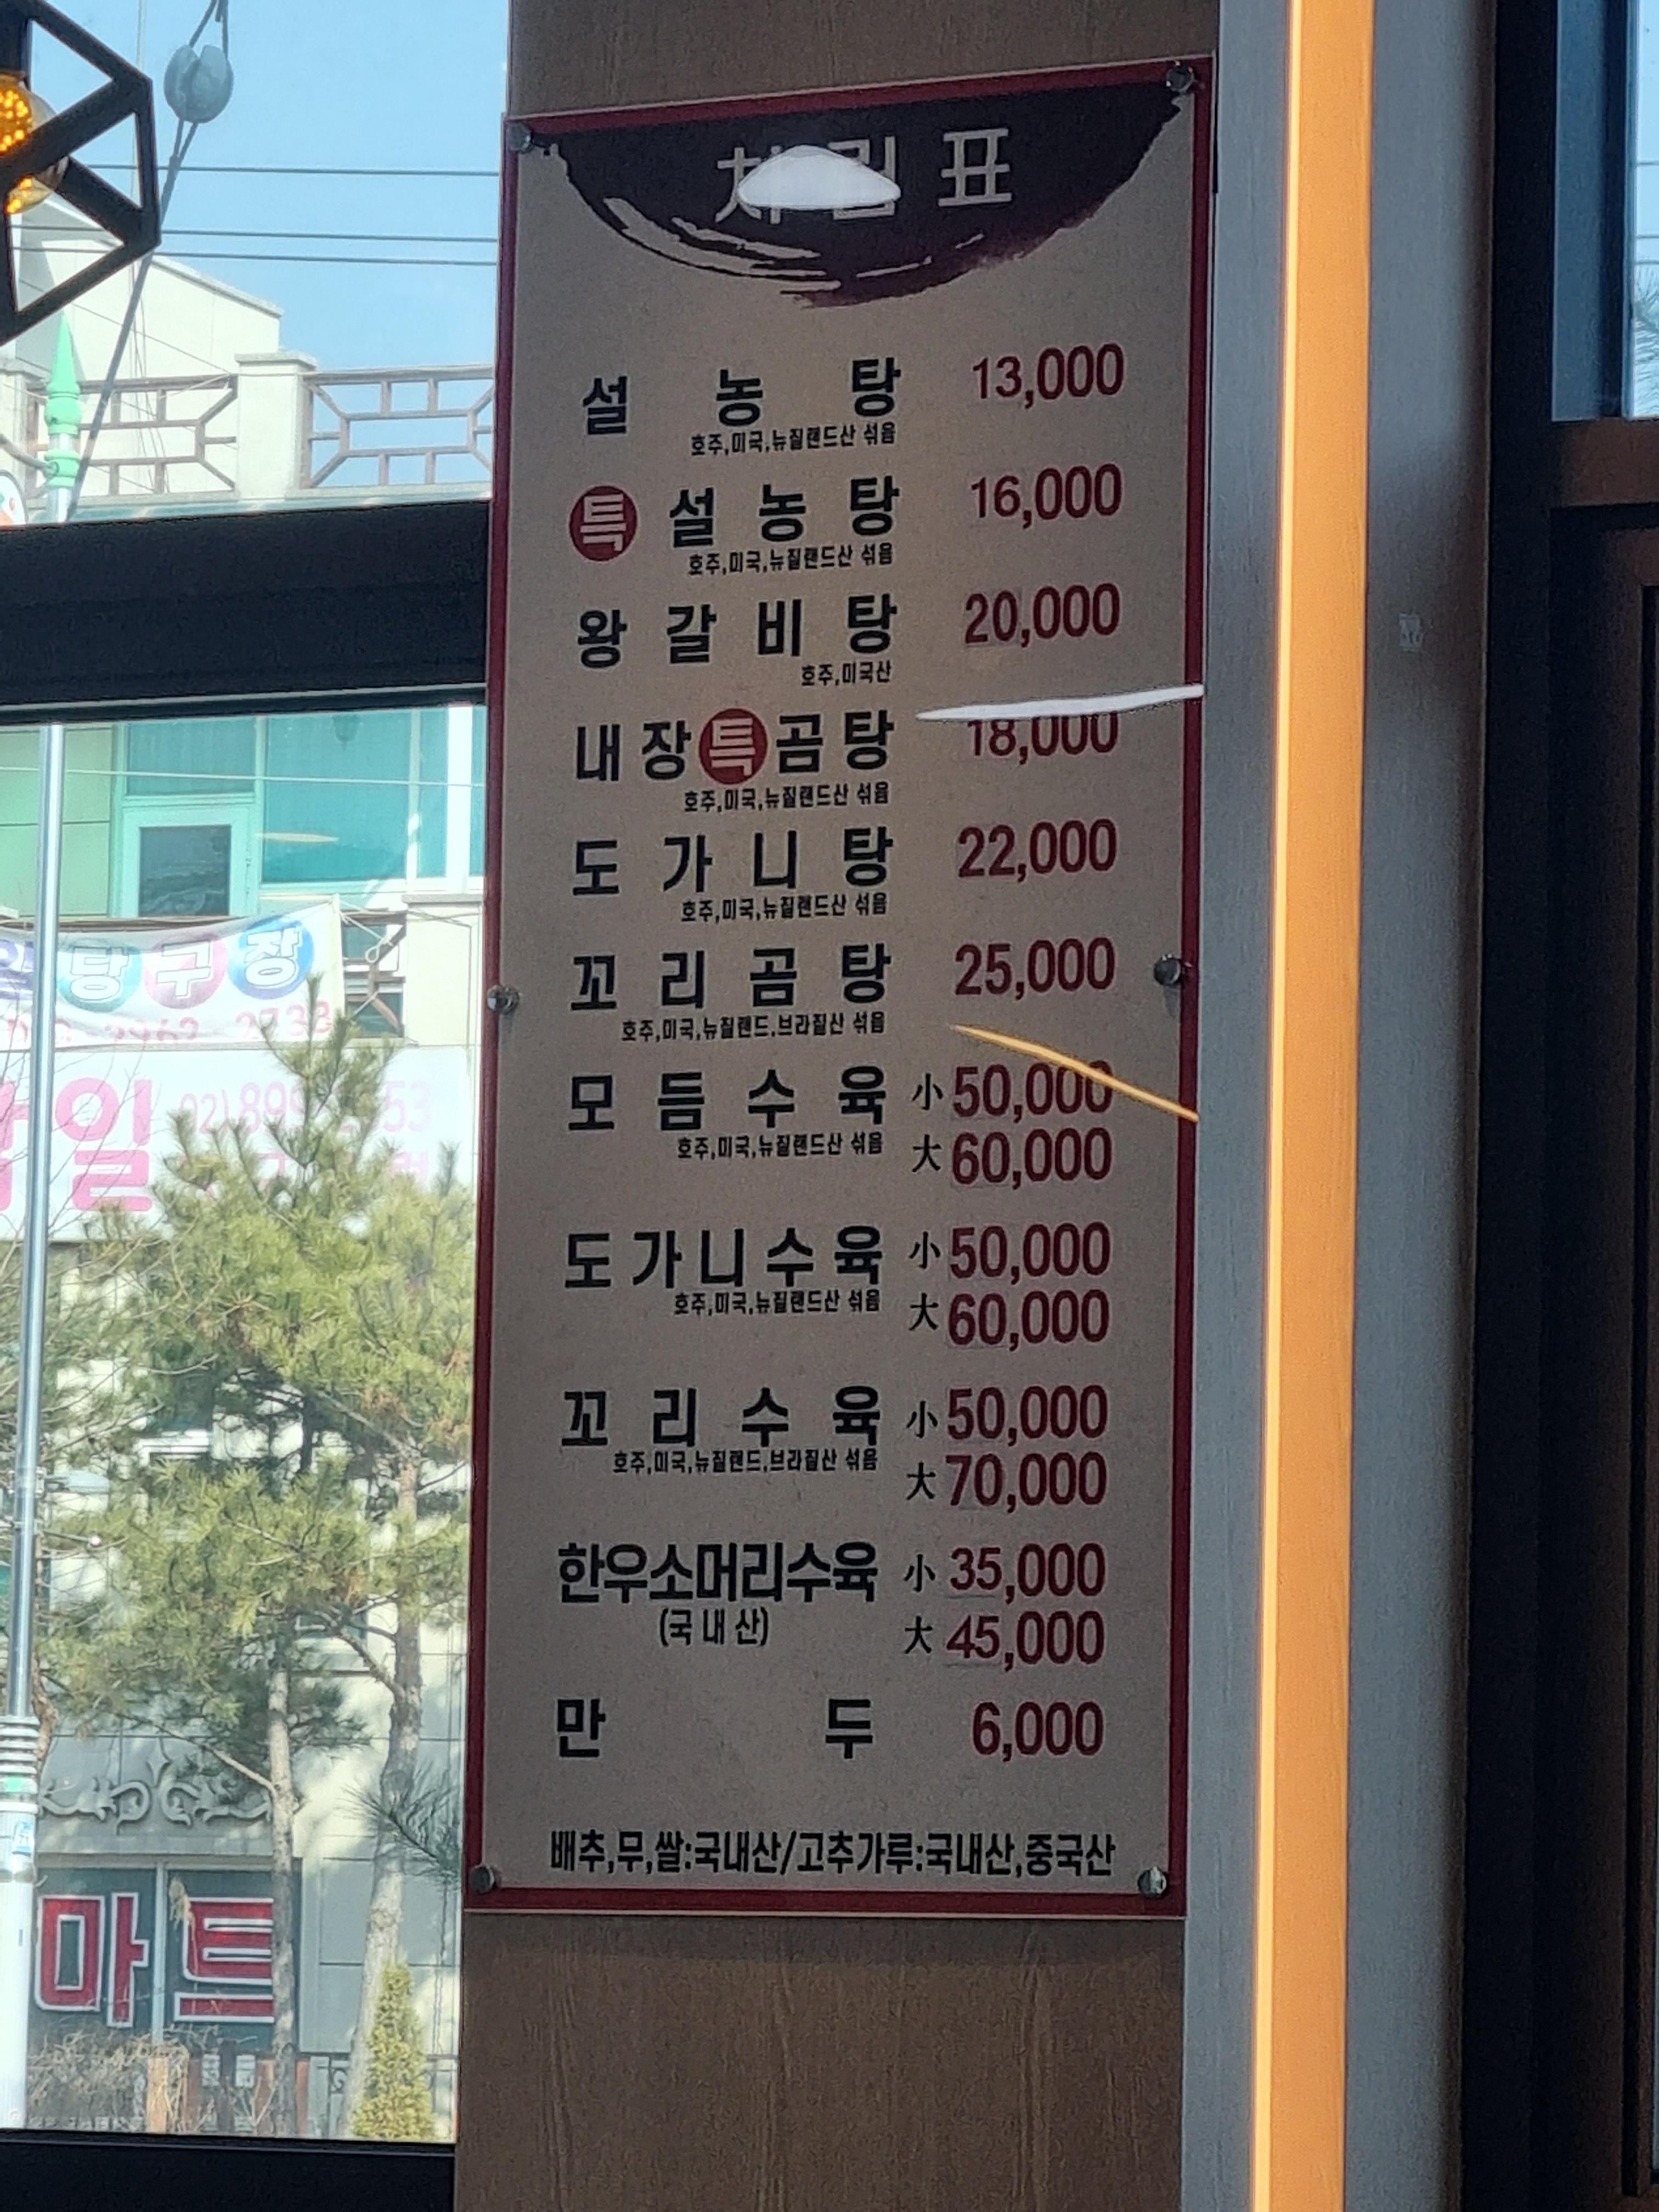 차림표
설농탕 13,000
호주,미국,뉴질랜드산 섞음
특 설농탕 16,000
호주,미국,뉴질랜드산 섞음
왕갈비탕 20,000
호주,미국산
내장특곰탕 18,000
호주,미국,뉴질랜드산 섞음
도가니탕 22,000
호주,미국,뉴질랜드산 섞음
꼬리곰탕 25,000
호주,미국,뉴질랜드,브라질산 섞음
모듬수육 小 50,000
호주,미국,뉴질랜드산 섞음 大 60,000
도가니수육 小 50,000
호주,미국,뉴질랜드산 섞음 大 60,000
꼬리수육 小 50,000
호주,미국,뉴질랜드,브라질산 섞음 大 70,000
한우소머리수육 小 35,000
(국내산) 大 45,000
만두 6,000
배추,무,쌀:국내산/고추가루:국내산,중국산
당구장
일
마트